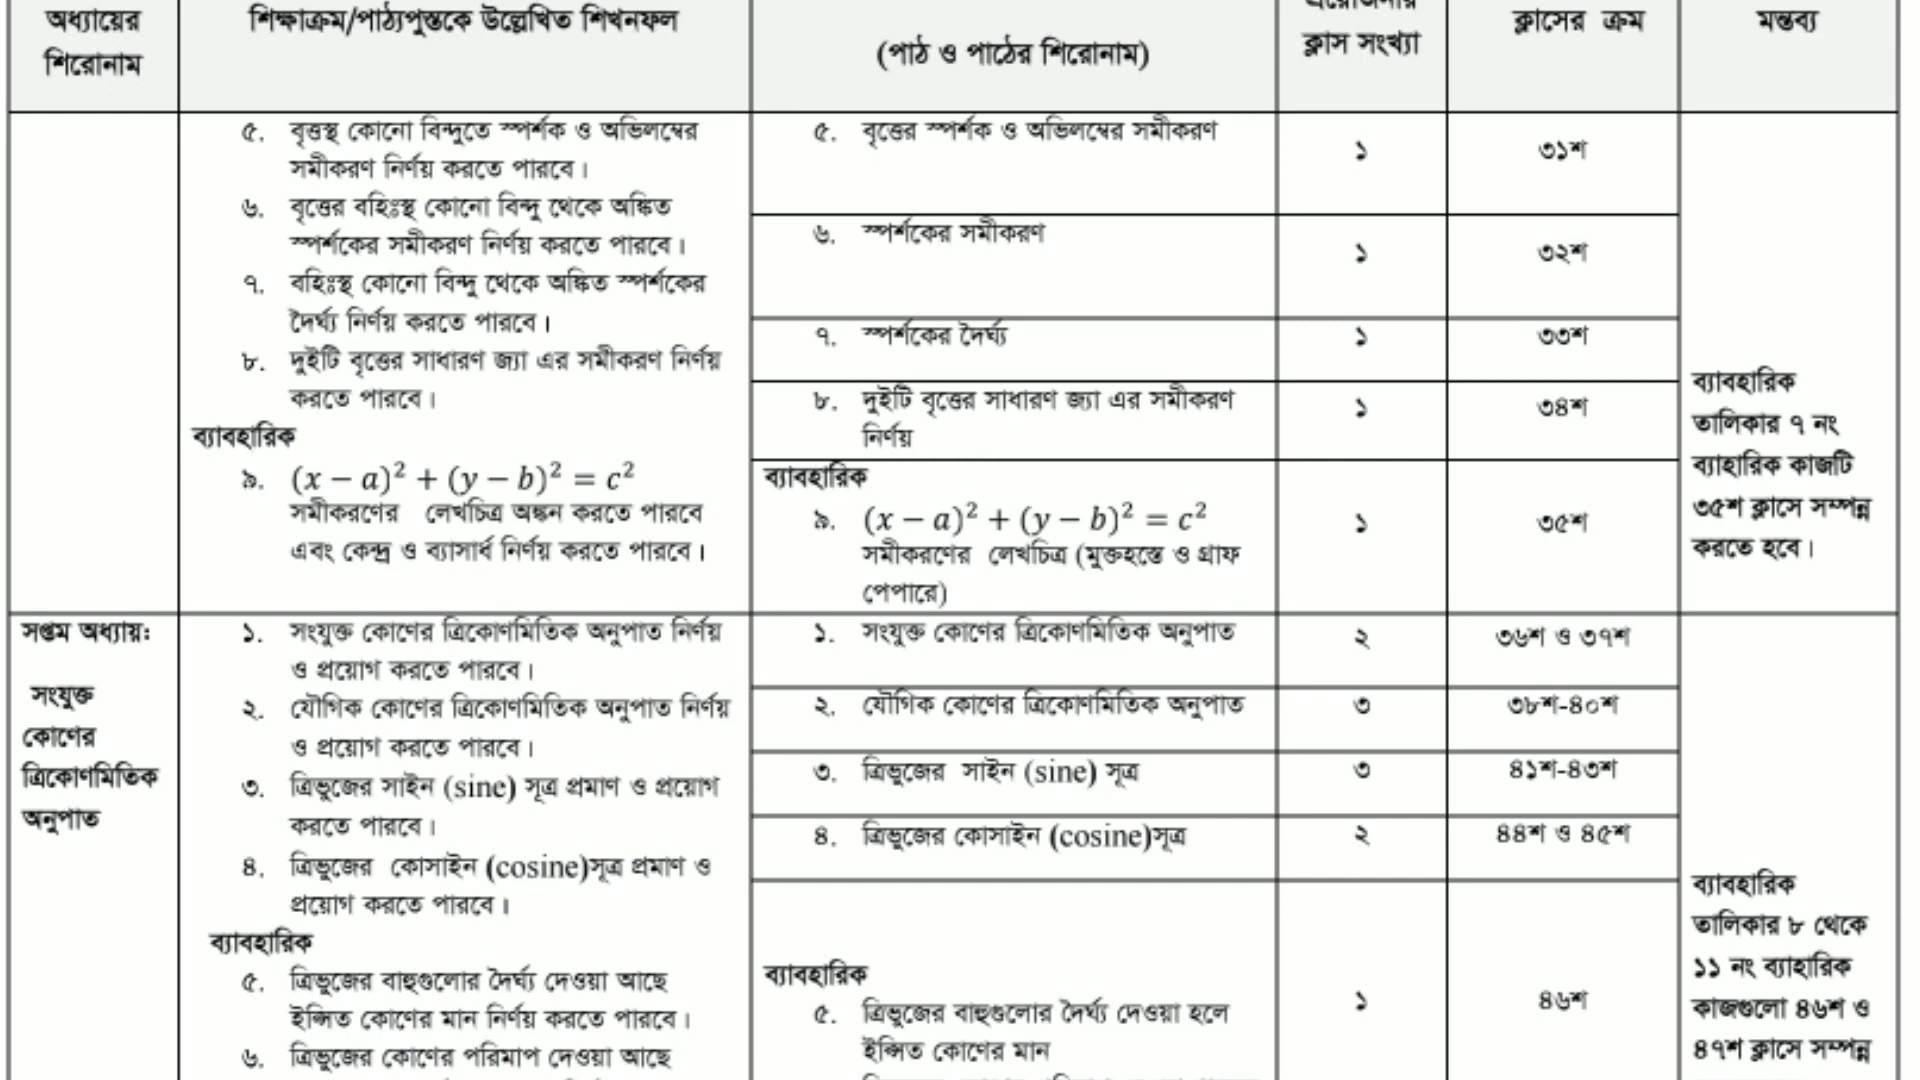 অধ্যায়ের
শিরোনাম
শিক্ষাক্রম/পাঠ্যপুস্তকে উল্লেখিত শিখনফল
(পাঠ ও পাঠের শিরোনাম)
ক্লাস সংখ্যা
ক্লাসের ক্রম
মন্তব্য
৫. বৃত্তস্থ কোনো বিন্দুতে স্পর্শক ও অভিলম্বের
সমীকরণ নির্ণয় করতে পারবে।
৬. বৃত্তের বহিঃস্থ কোনো বিন্দু থেকে অঙ্কিত
স্পর্শকের সমীকরণ নির্ণয় করতে পারবে।
৭. বহিঃস্থ কোনো বিন্দু থেকে অঙ্কিত স্পর্শকের
দৈর্ঘ্য নির্ণয় করতে পারবে।
৮. দুইটি বৃত্তের সাধারণ জ্যা এর সমীকরণ নির্ণয়
করতে পারবে।
ব্যাবহারিক
৯. (x − a)² + (y − b)² = c²
সমীকরণের লেখচিত্র অঙ্কন করতে পারবে
এবং কেন্দ্র ও ব্যাসার্ধ নির্ণয় করতে পারবে।
৫. বৃত্তের স্পর্শক ও অভিলম্বের সমীকরণ
১
৩১শ
৬. স্পর্শকের সমীকরণ
১
৩২শ
৭. স্পর্শকের দৈর্ঘ্য
১
৩৩শ
৮. দুইটি বৃত্তের সাধারণ জ্যা এর সমীকরণ
নির্ণয়
১
৩৪শ
ব্যাবহারিক
৯. (x − a)² + (y − b)² = c²
সমীকরণের লেখচিত্র (মুক্তহস্তে ও গ্রাফ
পেপারে)
১
৩৫শ
ব্যাবহারিক
তালিকার ৭ নং
ব্যাহারিক কাজটি
৩৫শ ক্লাসে সম্পন্ন
করতে হবে।
সপ্তম অধ্যায়ঃ
সংযুক্ত
কোণের
ত্রিকোণমিতিক
অনুপাত
১. সংযুক্ত কোণের ত্রিকোণমিতিক অনুপাত নির্ণয়
ও প্রয়োগ করতে পারবে।
২. যৌগিক কোণের ত্রিকোণমিতিক অনুপাত নির্ণয়
ও প্রয়োগ করতে পারবে।
৩. ত্রিভুজের সাইন (sine) সূত্র প্রমাণ ও প্রয়োগ
করতে পারবে।
৪. ত্রিভুজের কোসাইন (cosine)সূত্র প্রমাণ ও
প্রয়োগ করতে পারবে।
ব্যাবহারিক
৫. ত্রিভুজের বাহুগুলোর দৈর্ঘ্য দেওয়া আছে
ইপ্সিত কোণের মান নির্ণয় করতে পারবে।
৬. ত্রিভুজের কোণের পরিমাপ দেওয়া আছে
১. সংযুক্ত কোণের ত্রিকোণমিতিক অনুপাত
২
৩৬শ ও ৩৭শ
২. যৌগিক কোণের ত্রিকোণমিতিক অনুপাত
৩
৩৮শ-৪০শ
৩. ত্রিভুজের সাইন (sine) সূত্র
৩
৪১শ-৪৩শ
৪. ত্রিভুজের কোসাইন (cosine)সূত্র
২
৪৪শ ও ৪৫শ
ব্যাবহারিক
৫. ত্রিভুজের বাহুগুলোর দৈর্ঘ্য দেওয়া হলে
ইপ্সিত কোণের মান
১
৪৬শ
ব্যাবহারিক
তালিকার ৮ থেকে
১১ নং ব্যাহারিক
কাজগুলো ৪৬শ ও
৪৭শ ক্লাসে সম্পন্ন